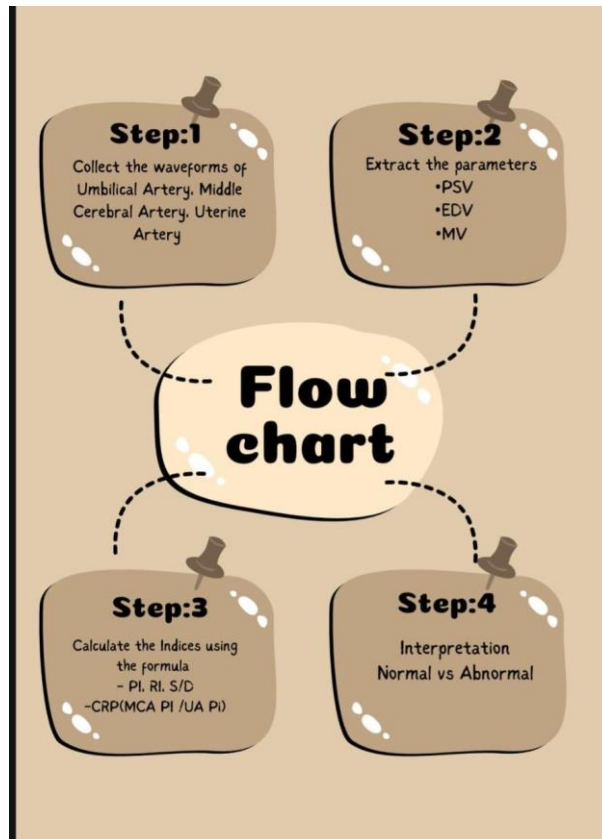 Step:1
Collect the waveforms of
Umbilical Artery, Middle
Cerebral Artery, Uterine
Artery
Step:2
Extract the parameters
•PSV
•EDV
•MV
Flow
chart
Step:3
Calculate the Indices using
the formula
- PI, RI, S/D
-CRP(MCA PI /UA Pi)
Step:4
Interpretation
Normal vs Abnormal